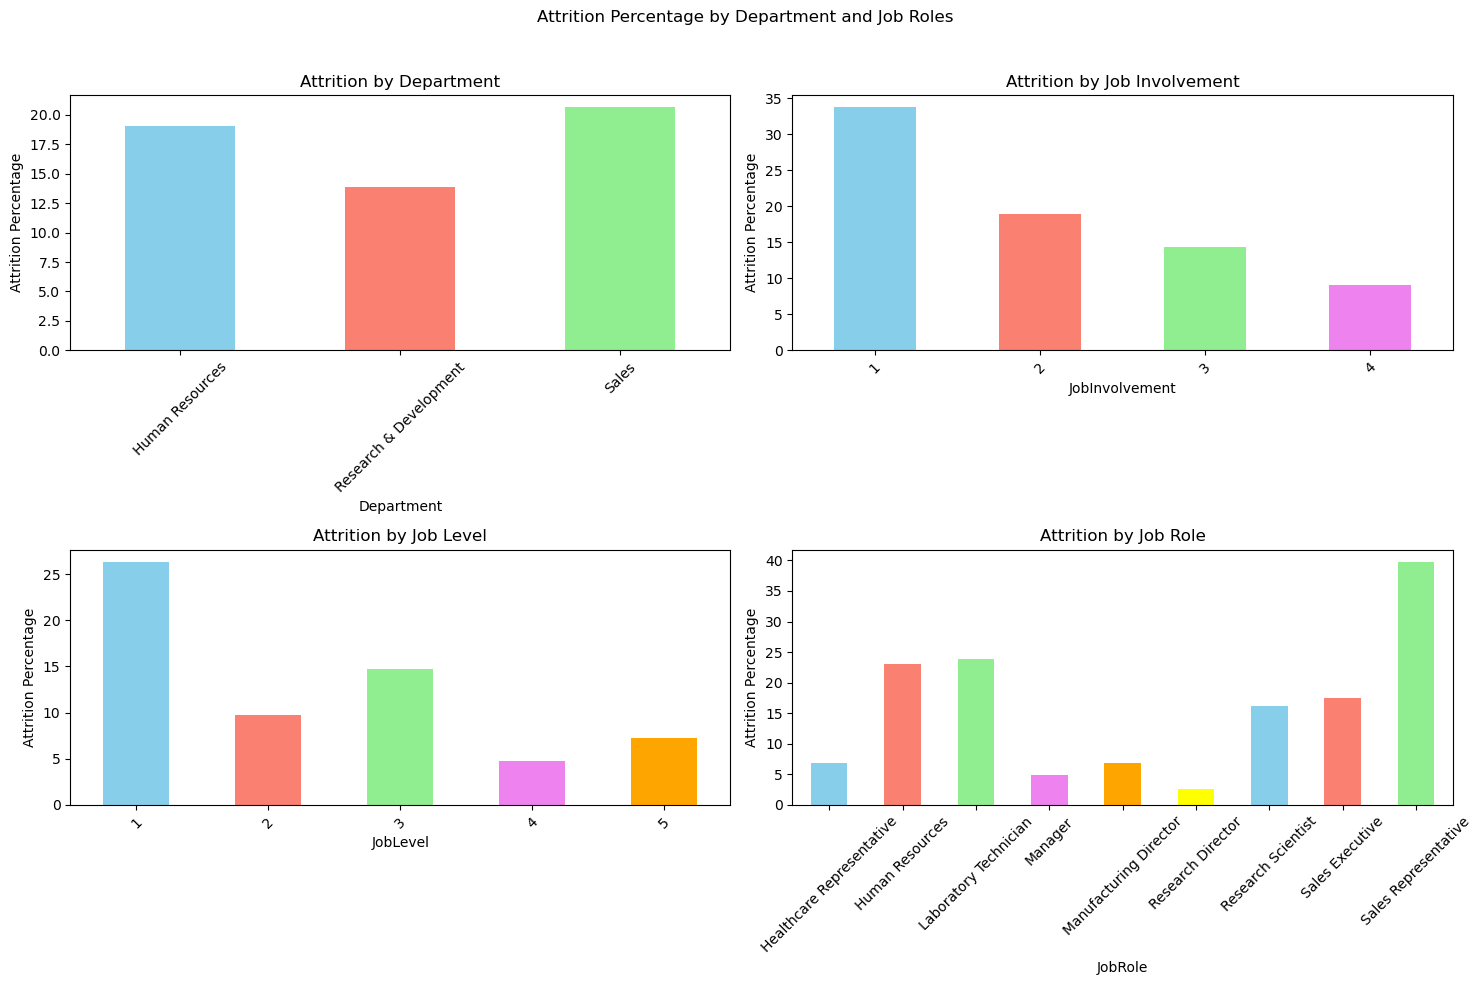 Attrition Percentage by Department and Job Roles
Attrition by Department
Attrition Percentage
20.0
17.5
15.0
12.5
10.0
7.5
5.0
2.5
0.0
Human Resources
Research & Development
Sales
Department
Attrition by Job Involvement
Attrition Percentage
35
30
25
20
15
10
5
0
1
2
3
4
JobInvolvement
Attrition by Job Level
Attrition Percentage
25
20
15
10
5
0
1
2
3
4
5
JobLevel
Attrition by Job Role
Attrition Percentage
40
35
30
25
20
15
10
5
0
Healthcare Representative
Human Resources
Laboratory Technician
Manager
Manufacturing Director
Research Director
Research Scientist
Sales Executive
Sales Representative
JobRole